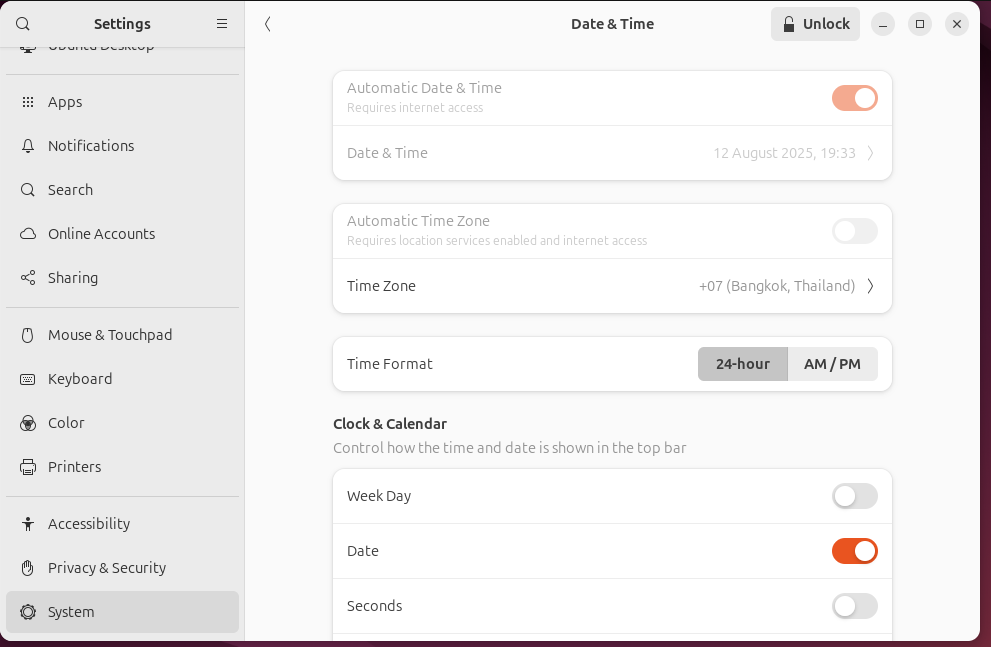 Settings
Date & Time
Unlock
Ubuntu Desktop
Apps
Notifications
Search
Online Accounts
Sharing
Mouse & Touchpad
Keyboard
Color
Printers
Accessibility
Privacy & Security
System
Automatic Date & Time
Requires internet access
Date & Time
12 August 2025, 19:33
Automatic Time Zone
Requires location services enabled and internet access
Time Zone
+07 (Bangkok, Thailand)
Time Format
24-hour
AM / PM
Clock & Calendar
Control how the time and date is shown in the top bar
Week Day
Date
Seconds